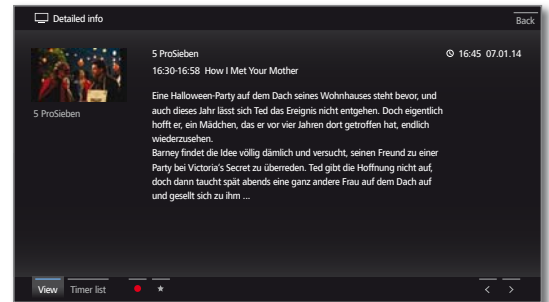 Detailed info
Back
5 ProSieben
16:45 07.01.14
16:30-16:58 How I Met Your Mother
5 ProSieben
Eine Halloween-Party auf dem Dach seines Wohnhauses steht bevor, und
auch dieses Jahr lässt sich Ted das Ereignis nicht entgehen. Doch eigentlich
hofft er, ein Mädchen, das er vor vier Jahren dort getroffen hat, endlich
wiederzusehen.
Barney findet die Idee völlig dämlich und versucht, seinen Freund zu einer
Party bei Victoria's Secret zu überreden. Ted gibt die Hoffnung nicht auf,
doch dann taucht spät abends eine ganz andere Frau auf dem Dach auf
und gesellt sich zu ihm ...
View Timer list